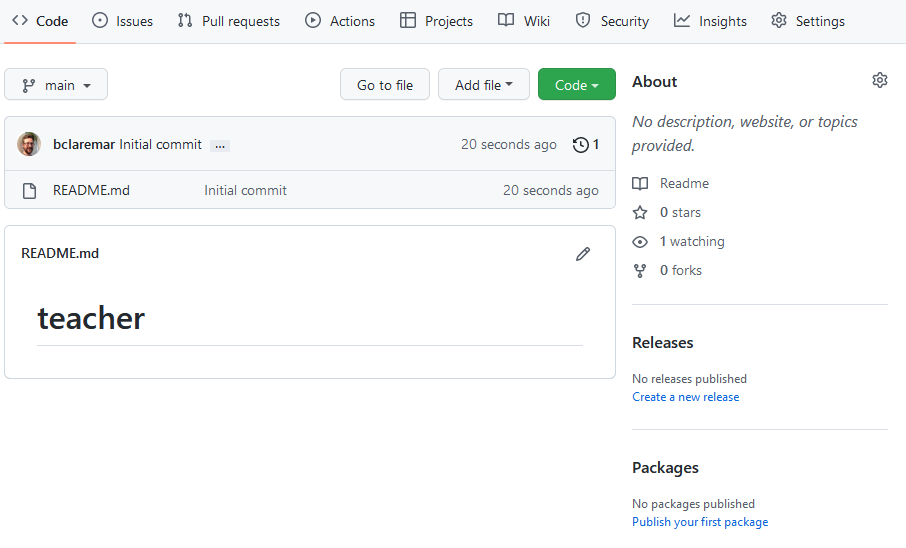 Code Issues Pull requests Actions Projects Wiki Security Insights Settings
main Go to file Add file Code
bclaremar Initial commit ... 20 seconds ago 1
README.md Initial commit 20 seconds ago
README.md
teacher
About
No description, website, or topics
provided.
Readme
0 stars
1 watching
0 forks
Releases
No releases published
Create a new release
Packages
No packages published
Publish your first package